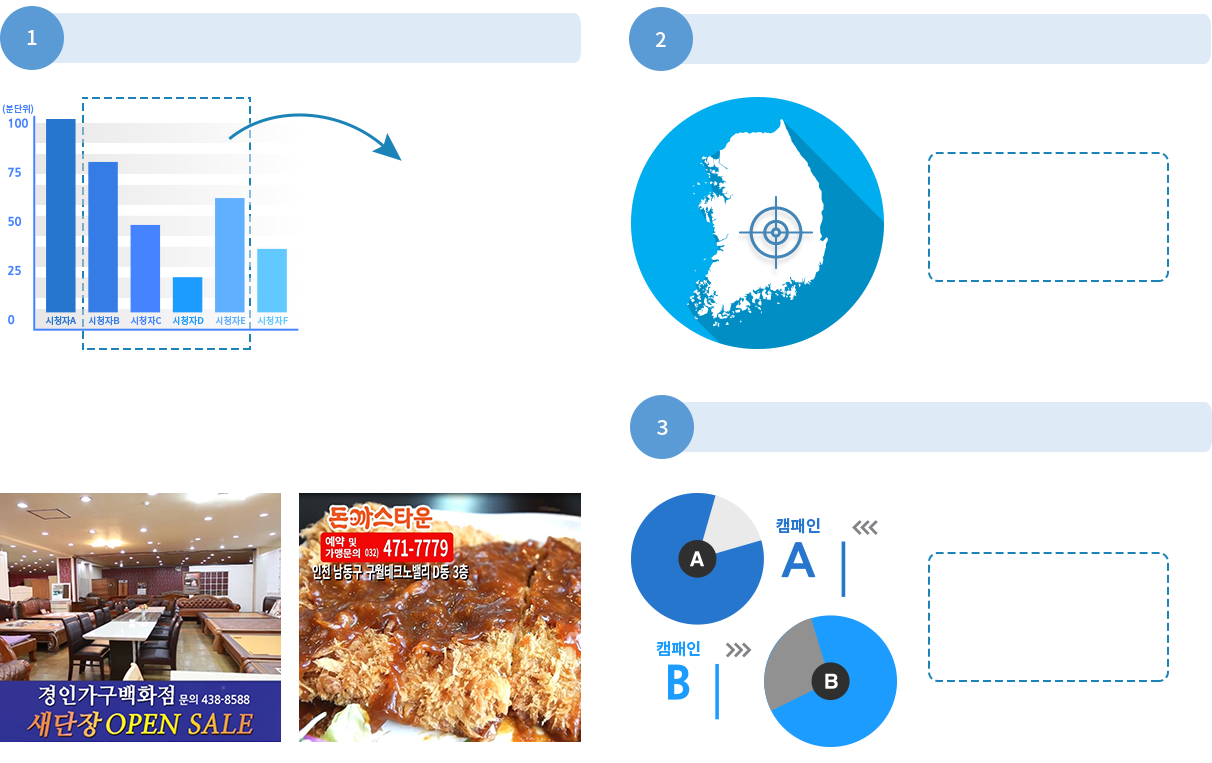 1
(분단위)
100
75
50
25
0
시청자A 시청자B 시청자C 시청자D 시청자E 시청자F
경인가구백화점 문의 438-8588
새단장 OPEN SALE
돈까스타운
예약 및
가맹문의 032) 471-7779
인천 남동구 구월테크노밸리 D동 3층
2
3
A
캠페인
A
캠페인
B
B